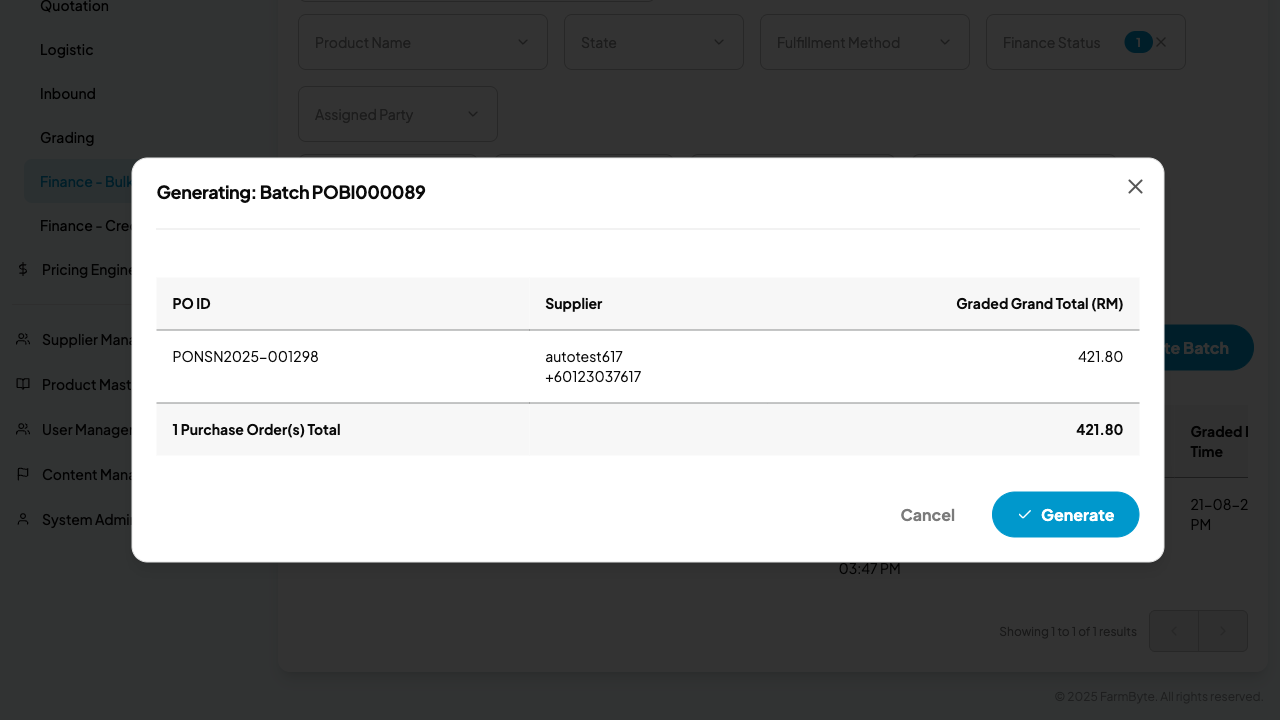 Quotation
Product Name
State
Fulfillment Method
Finance Status
1
Logistic
Inbound
Assigned Party
Grading
Finance - Bulk
Finance - Cre
Pricing Engine
Supplier Mana
Product Mast
User Manager
Content Mana
System Admi
Generating: Batch POBI000089
PO ID
Supplier
Graded Grand Total (RM)
PONSN2025-001298
autotest617
421.80
+60123037617
1 Purchase Order(s) Total
421.80
Cancel
Generate
te Batch
Graded I
Time
21-08-2
PM
03:47 PM
Showing 1 to 1 of 1 results
© 2025 FarmByte. All rights reserved.